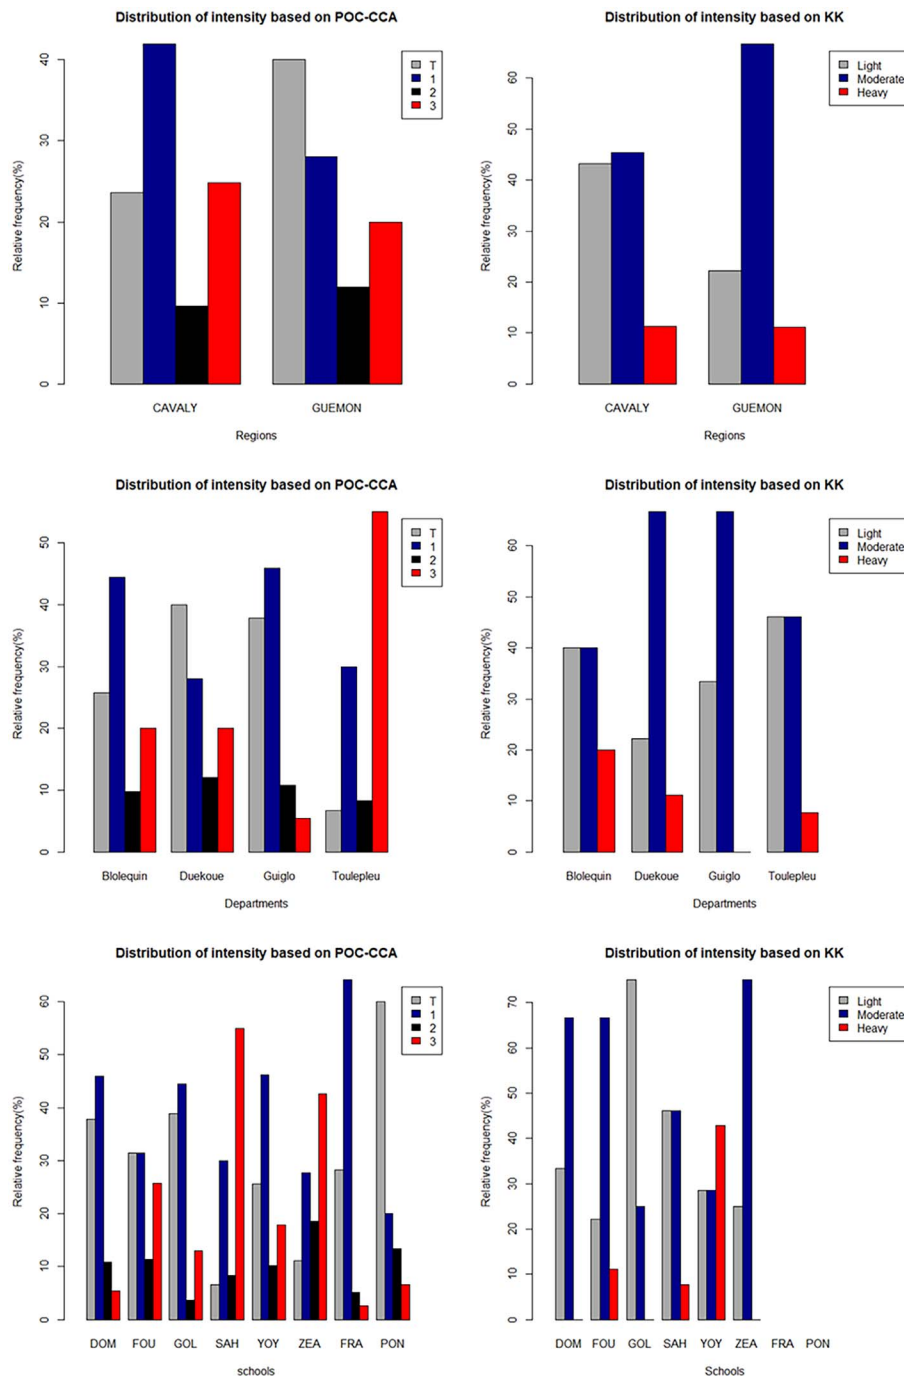 Distribution of intensity based on POC-CCA
Relative frequency(%)
40
30
20
10
0
T
1
2
3
CAVALY GUEMON
Regions
Distribution of intensity based on KK
Relative frequency(%)
60
50
40
30
20
10
0
Light
Moderate
Heavy
CAVALY GUEMON
Regions
Distribution of intensity based on POC-CCA
Relative frequency(%)
50
40
30
20
10
0
T
1
2
3
Blolequin Duekoue Guiglo Toulepleu
Departments
Distribution of intensity based on KK
Relative frequency(%)
60
50
40
30
20
10
0
Light
Moderate
Heavy
Blolequin Duekoue Guiglo Toulepleu
Departments
Distribution of intensity based on POC-CCA
Relative frequency(%)
60
50
40
30
20
10
0
T
1
2
3
DOM FOU GOL SAH YOY ZEA FRA PON
schools
Distribution of intensity based on KK
Relative frequency(%)
70
60
50
40
30
20
10
0
Light
Moderate
Heavy
DOM FOU GOL SAH YOY ZEA FRA PON
Schools